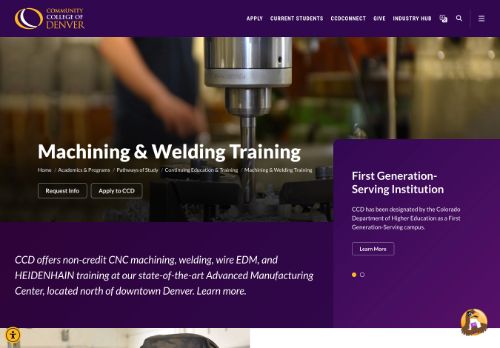 COMMUNITY
COLLEGE OF
DENVER
APPLY CURRENT STUDENTS CCDCONNECT GIVE INDUSTRY HUB
Machining & Welding Training
Home / Academics & Programs / Pathways of Study / Continuing Education & Training / Machining & Welding Training
Request Info Apply to CCD
First Generation-
Serving Institution
CCD has been designated by the Colorado
Department of Higher Education as a First
Generation-Serving campus.
Learn More
CCD offers non-credit CNC machining, welding, wire EDM, and
HEIDENHAIN training at our state-of-the-art Advanced Manufacturing
Center, located north of downtown Denver. Learn more.